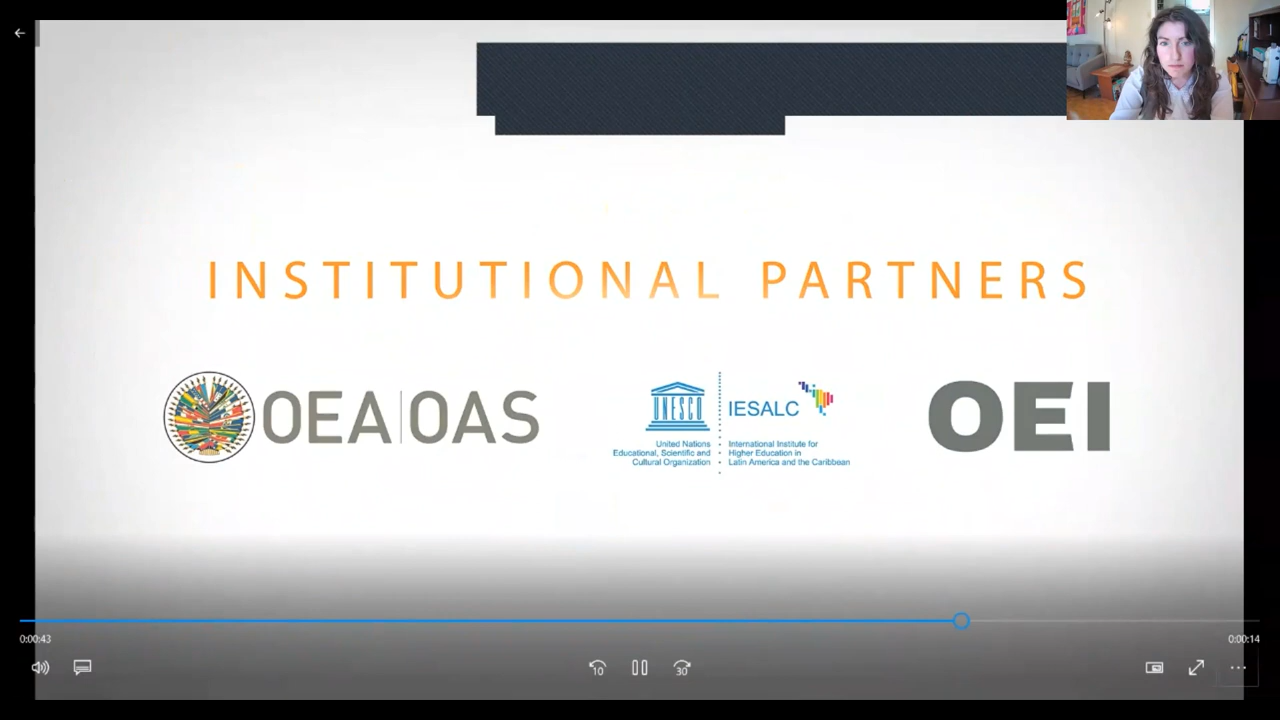 INSTITUTIONAL PARTNERS
OEA|OAS
UNESCO
United Nations
Educational, Scientific and
Cultural Organization
IESALC
International Institute for
Higher Education in
Latin America and the Caribbean
OEI
0:00:43
0:00:14
10
30